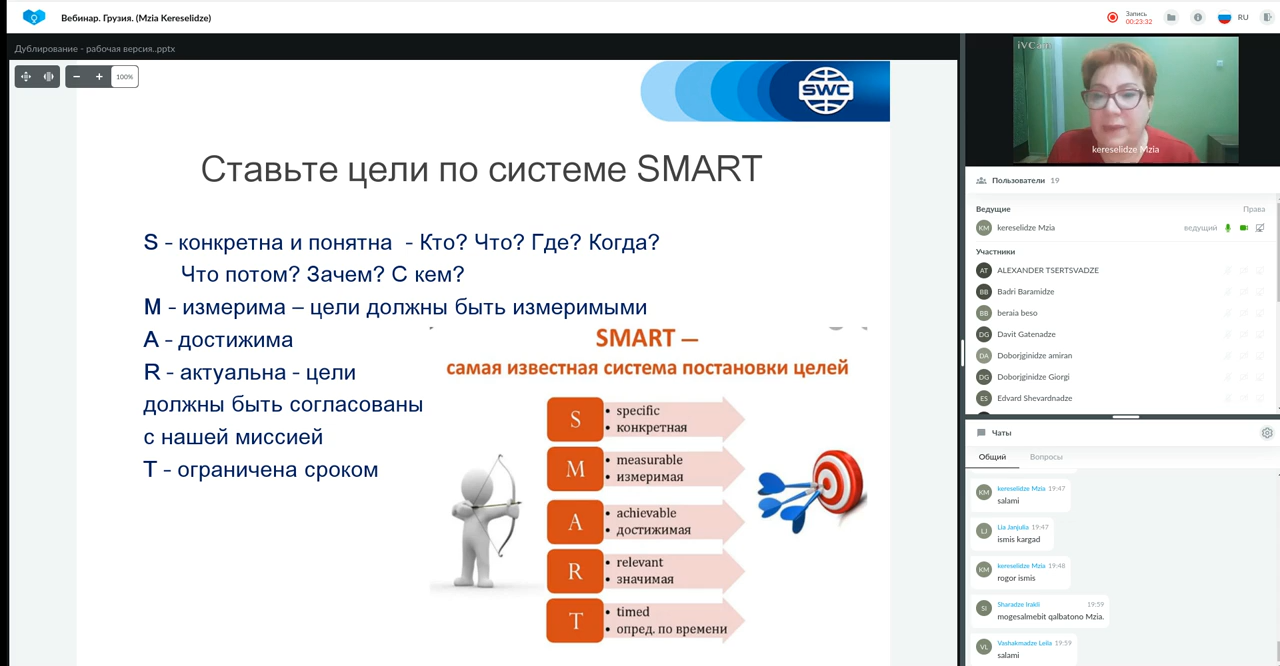 Вебинар. Грузия. (Mzia Kereselidze)
Запись
00:23:32
RU
Дублирование - рабочая версия..pptx
100%
SWC
Ставьте цели по системе SMART
S - конкретна и понятна - Кто? Что? Где? Когда?
Что потом? Зачем? С кем?
M - измерима – цели должны быть измеримыми
A - достижима
R - актуальна - цели
должны быть согласованы
с нашей миссией
T - ограничена сроком
SMART —
самая известная система постановки целей
S
• specific
• конкретная
M
• measurable
• измеримая
A
• achievable
• достижимая
R
• relevant
• значимая
T
• timed
• опред. по времени
iVCam
kereselidze Mzia
Пользователи 19
Ведущие Права
KM kereselidze Mzia ведущий
Участники
AT ALEXANDER TSERTSVADZE
BB Badri Baramidze
BB beraia beso
DG Davit Gatenadze
DA Doborjginidze amiran
DG Doborjginidze Giorgi
ES Edvard Shevardnadze
Чаты
Общий Вопросы
KM kereselidze Mzia 19:47
salami
LJ Lia Janjulia 19:47
ismis kargad
KM kereselidze Mzia 19:48
rogor ismis
SI Sharadze Irakli 19:59
mogesalmebit qalbatono Mzia.
VL Vashakmadze Leila 19:59
salami